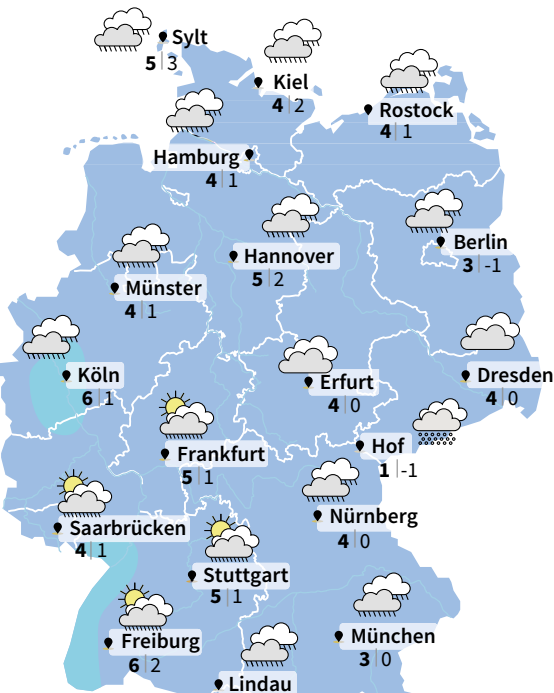 Sylt
5|3
Kiel
4|2
Rostock
4|1
Hamburg
4|1
Berlin
3|-1
Hannover
5|2
Münster
4|1
Köln
6|1
Erfurt
4|0
Dresden
4|0
Frankfurt
5|1
Hof
1|-1
Nürnberg
4|0
Saarbrücken
4|1
Stuttgart
5|1
Freiburg
6|2
München
3|0
Lindau